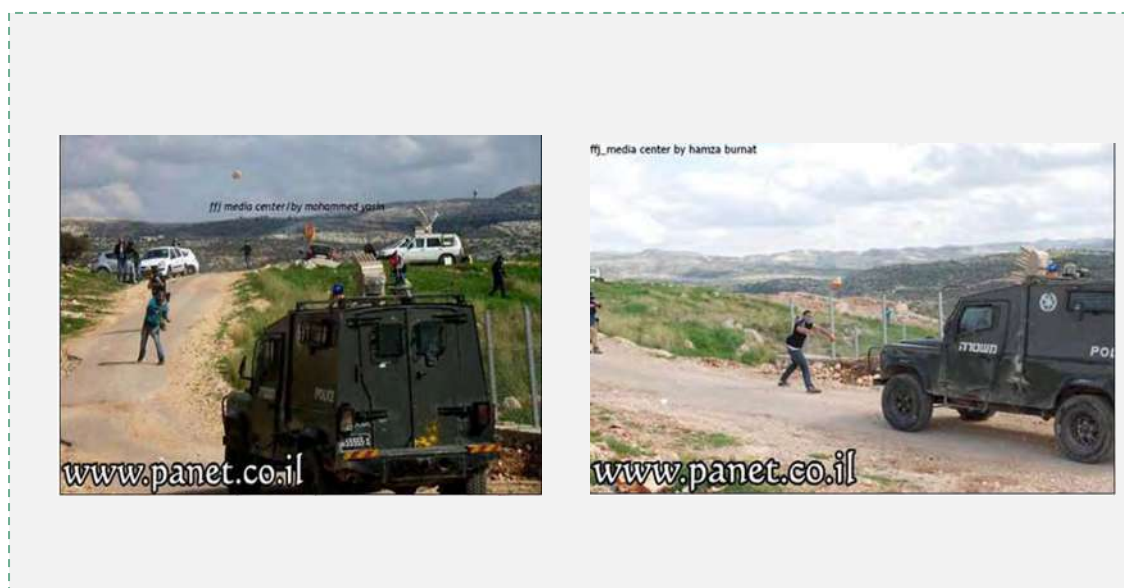 ffj media center/by mohammed yasin
POLICE
www.panet.co.il
ffj_media center by hamza burnat
משטרה
POL
www.panet.co.il